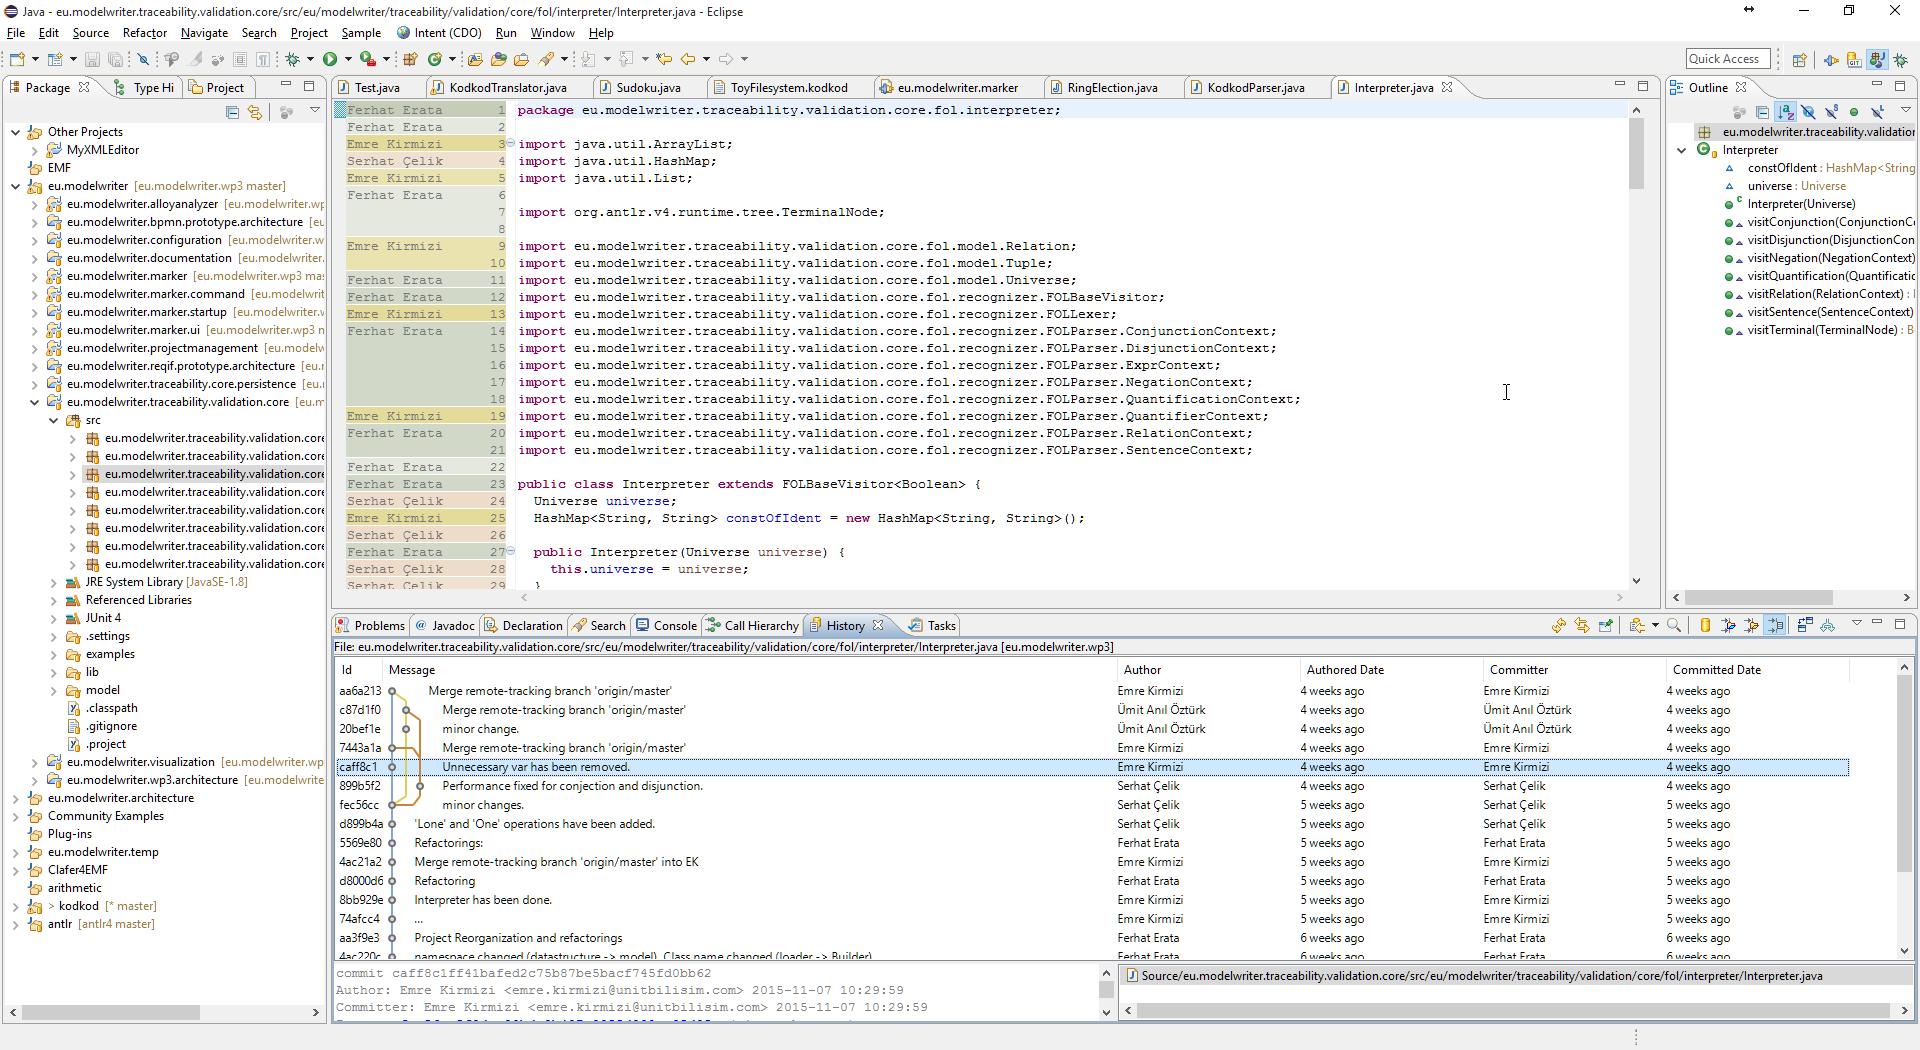 Java - eu.modelwriter.traceability.validation.core/src/eu/modelwriter/traceability/validation/core/fol/interpreter/Interpreter.java - Eclipse
File Edit Source Refactor Navigate Search Project Sample Intent (CDO) Run Window Help
Quick Access
Package Type Hi Project
Other Projects
MyXMLEditor
EMF
eu.modelwriter [eu.modelwriter.wp3 master]
eu.modelwriter.alloyanalyzer [eu.modelwriter.wp
eu.modelwriter.bpmn.prototype.architecture [eu.
eu.modelwriter.configuration [eu.modelwriter.w
eu.modelwriter.documentation [eu.modelwriter.
eu.modelwriter.marker [eu.modelwriter.wp3 mas
eu.modelwriter.marker.command [eu.modelwrit
eu.modelwriter.marker.startup [eu.modelwriter.v
eu.modelwriter.marker.ui [eu.modelwriter.wp3 n
eu.modelwriter.projectmanagement [eu.modelw
eu.modelwriter.reqif.prototype.architecture [eu.
eu.modelwriter.traceability.core.persistence [eu.
eu.modelwriter.traceability.validation.core [eu.m
src
eu.modelwriter.traceability.validation.core
eu.modelwriter.traceability.validation.core
eu.modelwriter.traceability.validation.core
eu.modelwriter.traceability.validation.core
eu.modelwriter.traceability.validation.core
eu.modelwriter.traceability.validation.core
eu.modelwriter.traceability.validation.core
eu.modelwriter.traceability.validation.core
JRE System Library [JavaSE-1.8]
Referenced Libraries
JUnit 4
.settings
examples
lib
model
.classpath
.gitignore
.project
eu.modelwriter.visualization [eu.modelwriter.wp
eu.modelwriter.wp3.architecture [eu.modelwrite
eu.modelwriter.architecture
Community Examples
Plug-ins
eu.modelwriter.temp
Clafer4EMF
arithmetic
> kodkod [* master]
antlr [antlr4 master]
Test.java KodkodTranslator.java Sudoku.java ToyFilesystem.kodkod eu.modelwriter.marker RingElection.java KodkodParser.java Interpreter.java
Ferhat Erata 1 package eu.modelwriter.traceability.validation.core.fol.interpreter;
Ferhat Erata 2
Emre Kirmizi 3 import java.util.ArrayList;
Serhat Çelik 4 import java.util.HashMap;
Emre Kirmizi 5 import java.util.List;
Ferhat Erata 6
7 import org.antlr.v4.runtime.tree.TerminalNode;
8
Emre Kirmizi 9 import eu.modelwriter.traceability.validation.core.fol.model.Relation;
10 import eu.modelwriter.traceability.validation.core.fol.model.Tuple;
Ferhat Erata 11 import eu.modelwriter.traceability.validation.core.fol.model.Universe;
Ferhat Erata 12 import eu.modelwriter.traceability.validation.core.fol.recognizer.FOLBaseVisitor;
Emre Kirmizi 13 import eu.modelwriter.traceability.validation.core.fol.recognizer.FOLLexer;
Ferhat Erata 14 import eu.modelwriter.traceability.validation.core.fol.recognizer.FOLParser.ConjunctionContext;
15 import eu.modelwriter.traceability.validation.core.fol.recognizer.FOLParser.DisjunctionContext;
16 import eu.modelwriter.traceability.validation.core.fol.recognizer.FOLParser.ExprContext;
17 import eu.modelwriter.traceability.validation.core.fol.recognizer.FOLParser.NegationContext;
18 import eu.modelwriter.traceability.validation.core.fol.recognizer.FOLParser.QuantificationContext;
Emre Kirmizi 19 import eu.modelwriter.traceability.validation.core.fol.recognizer.FOLParser.QuantifierContext;
Ferhat Erata 20 import eu.modelwriter.traceability.validation.core.fol.recognizer.FOLParser.RelationContext;
21 import eu.modelwriter.traceability.validation.core.fol.recognizer.FOLParser.SentenceContext;
Ferhat Erata 22
Ferhat Erata 23 public class Interpreter extends FOLBaseVisitor<Boolean> {
Serhat Çelik 24 Universe universe;
Emre Kirmizi 25 HashMap<String, String> constOfIdent = new HashMap<String, String>();
Serhat Çelik 26
Ferhat Erata 27 public Interpreter(Universe universe) {
Serhat Çelik 28 this.universe = universe;
Serhat Çelik 29 }
Outline
eu.modelwriter.traceability.validation
Interpreter
constOfIdent : HashMap<String
universe : Universe
Interpreter(Universe)
visitConjunction(ConjunctionC
visitDisjunction(DisjunctionCon
visitNegation(NegationContext)
visitQuantification(Quantificatio
visitRelation(RelationContext) :
visitSentence(SentenceContext)
visitTerminal(TerminalNode) : B
Problems Javadoc Declaration Search Console Call Hierarchy History Tasks
File: eu.modelwriter.traceability.validation.core/src/eu/modelwriter/traceability/validation/core/fol/interpreter/Interpreter.java [eu.modelwriter.wp3]
Id Message Author Authored Date Committer Committed Date
aa6a213 Merge remote-tracking branch 'origin/master' Emre Kirmizi 4 weeks ago Emre Kirmizi 4 weeks ago
c87d1f0 Merge remote-tracking branch 'origin/master' Ümit Anıl Öztürk 4 weeks ago Ümit Anıl Öztürk 4 weeks ago
20bef1e minor change. Ümit Anıl Öztürk 4 weeks ago Ümit Anıl Öztürk 4 weeks ago
7443a1a Merge remote-tracking branch 'origin/master' Emre Kirmizi 4 weeks ago Emre Kirmizi 4 weeks ago
caff8c1 Unnecessary var has been removed. Emre Kirmizi 4 weeks ago Emre Kirmizi 4 weeks ago
899b5f2 Performance fixed for conjection and disjunction. Serhat Çelik 4 weeks ago Serhat Çelik 4 weeks ago
fec56cc minor changes. Serhat Çelik 5 weeks ago Serhat Çelik 5 weeks ago
d899b4a 'Lone' and 'One' operations have been added. Serhat Çelik 5 weeks ago Serhat Çelik 5 weeks ago
5569e80 Refactorings: Ferhat Erata 5 weeks ago Ferhat Erata 5 weeks ago
4ac21a2 Merge remote-tracking branch 'origin/master' into EK Emre Kirmizi 5 weeks ago Emre Kirmizi 5 weeks ago
d8000d6 Refactoring Ferhat Erata 5 weeks ago Ferhat Erata 5 weeks ago
8bb929e Interpreter has been done. Emre Kirmizi 5 weeks ago Emre Kirmizi 5 weeks ago
74afcc4 ... Emre Kirmizi 5 weeks ago Emre Kirmizi 5 weeks ago
aa3f9e3 Project Reorganization and refactorings Ferhat Erata 6 weeks ago Ferhat Erata 6 weeks ago
4ac220c namespace changed (datastructure -> model), Class name changed (loader -> Builder) Ferhat Erata 6 weeks ago Ferhat Erata 6 weeks ago
commit caff8c1ff41bafed2c75b87be5bacf745fd0bb62
Author: Emre Kirmizi <emre.kirmizi@unitbilisim.com> 2015-11-07 10:29:59
Committer: Emre Kirmizi <emre.kirmizi@unitbilisim.com> 2015-11-07 10:29:59
Source/eu.modelwriter.traceability.validation.core/src/eu/modelwriter/traceability/validation/core/fol/interpreter/Interpreter.java